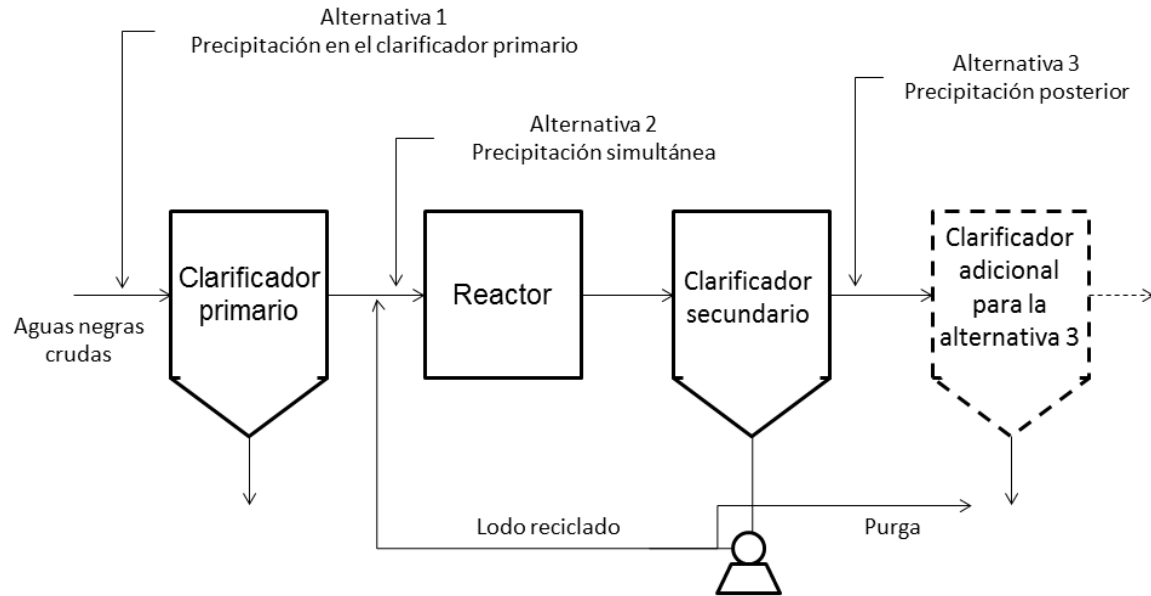 Alternativa 1
Precipitación en el clarificador primario
Alternativa 3
Precipitación posterior
Alternativa 2
Precipitación simultánea
Clarificador
primario
Reactor
Clarificador
secundario
Clarificador
adicional
para la
alternativa 3
Aguas negras
crudas
Lodo reciclado
Purga